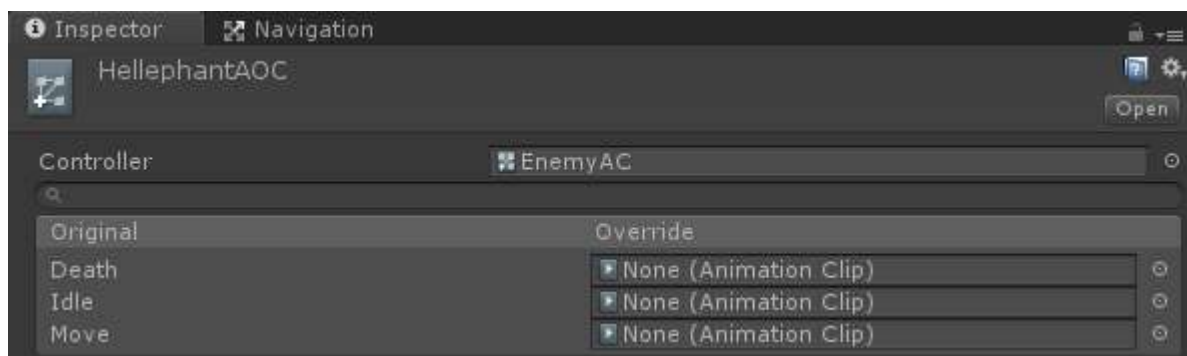 Inspector Navigation
HellephantAOC
Open
Controller EnemyAC
Original Override
Death None (Animation Clip)
Idle None (Animation Clip)
Move None (Animation Clip)